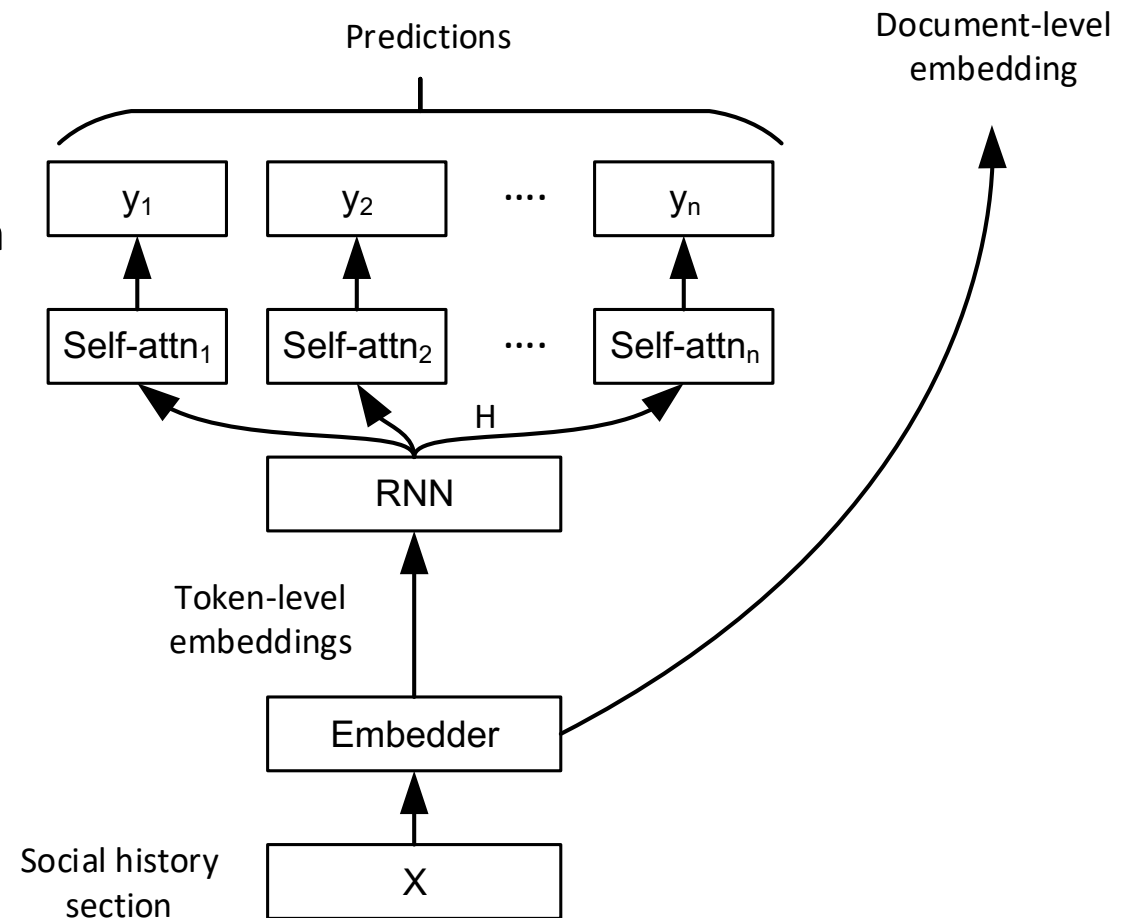 Predictions
Document-level
embedding
y₁
y₂
....
yₙ
Self-attn₁
Self-attn₂
....
Self-attnₙ
H
RNN
Token-level
embeddings
Embedder
Social history
section
X